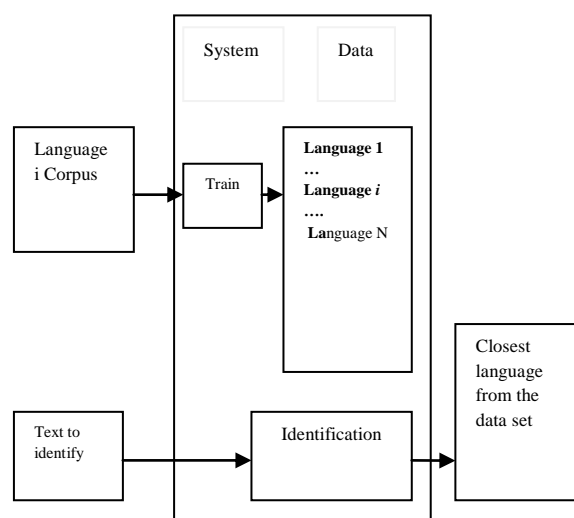 System
Data
Language
i Corpus
Train
Language 1
…
Language i
….
Language N
Text to
identify
Identification
Closest
language
from the
data set